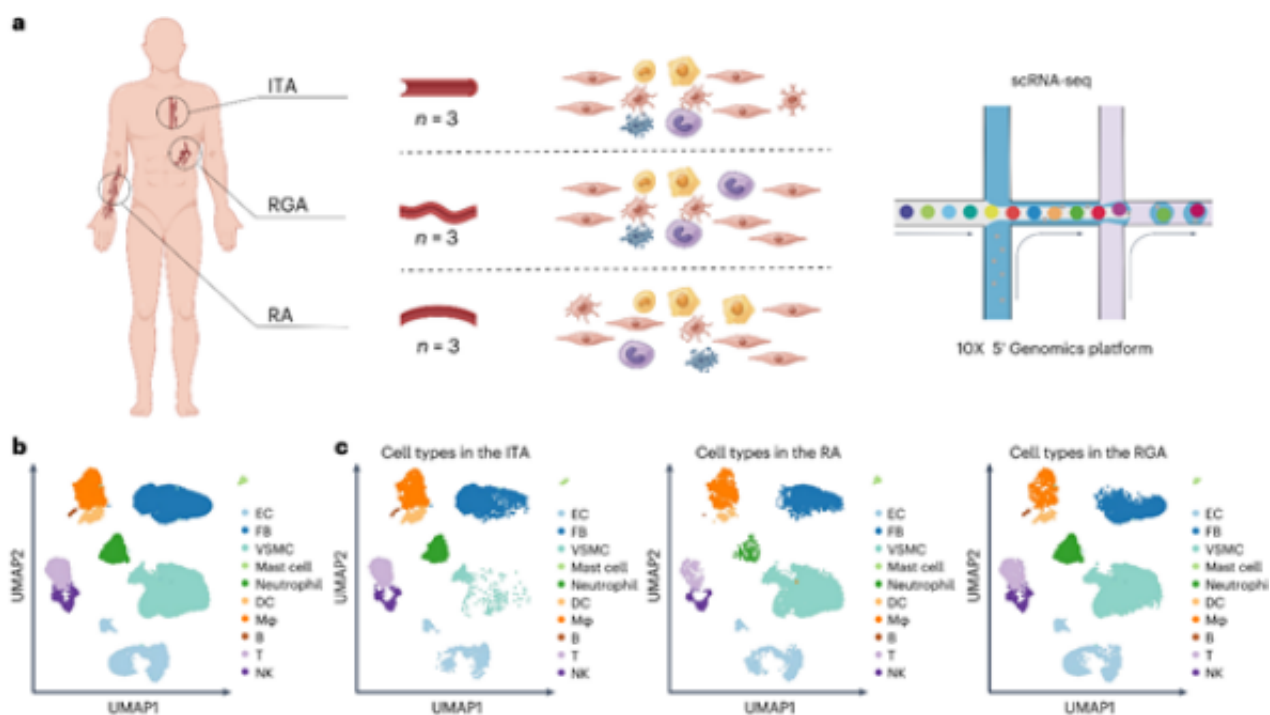 a
ITA
n = 3
scRNA-seq
RGA
n = 3
RA
n = 3
10X 5' Genomics platform
b
UMAP2
UMAP1
EC
FB
VSMC
Mast cell
Neutrophil
DC
Mφ
B
T
NK
c
Cell types in the ITA
UMAP2
UMAP1
EC
FB
VSMC
Mast cell
Neutrophil
DC
Mφ
B
T
NK
Cell types in the RA
UMAP2
UMAP1
EC
FB
VSMC
Mast cell
Neutrophil
DC
Mφ
B
T
NK
Cell types in the RGA
UMAP2
UMAP1
EC
FB
VSMC
Mast cell
Neutrophil
DC
Mφ
B
T
NK